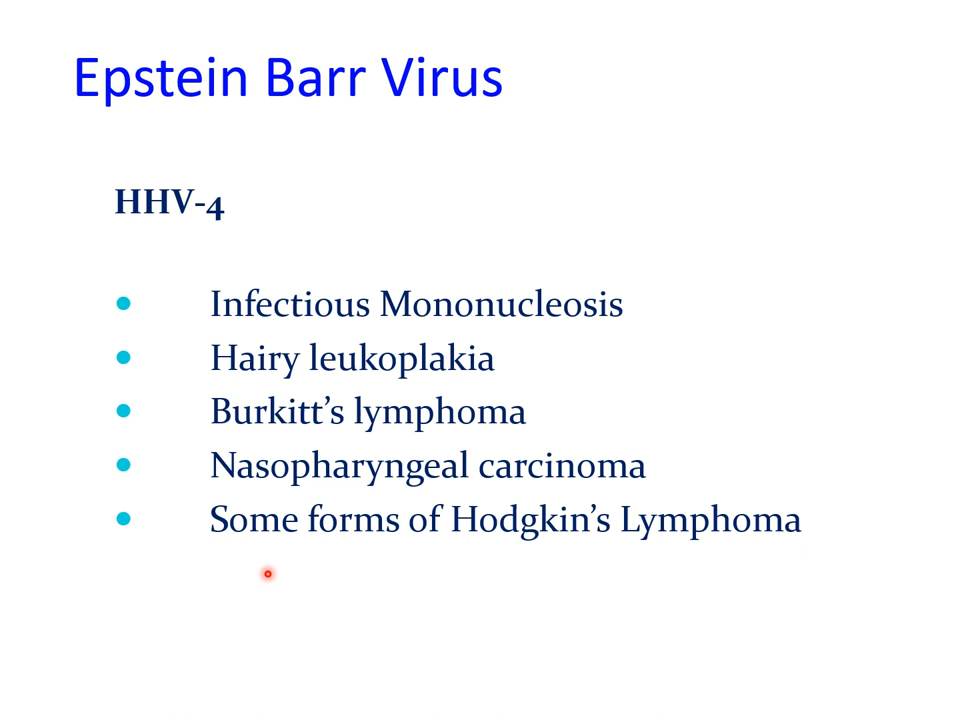 Epstein Barr Virus
HHV-4
• Infectious Mononucleosis
• Hairy leukoplakia
• Burkitt’s lymphoma
• Nasopharyngeal carcinoma
• Some forms of Hodgkin’s Lymphoma